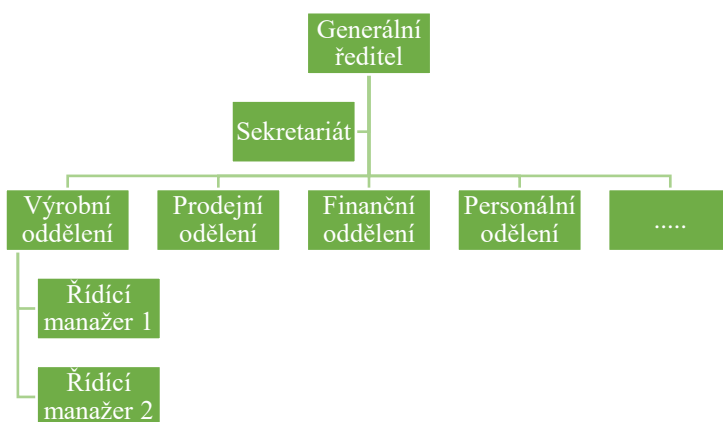 Generální
ředitel
Sekretariát
Výrobní
oddělení
Prodejní
odělení
Finanční
oddělení
Personální
odělení
.....
Řídící
manažer 1
Řídící
manažer 2